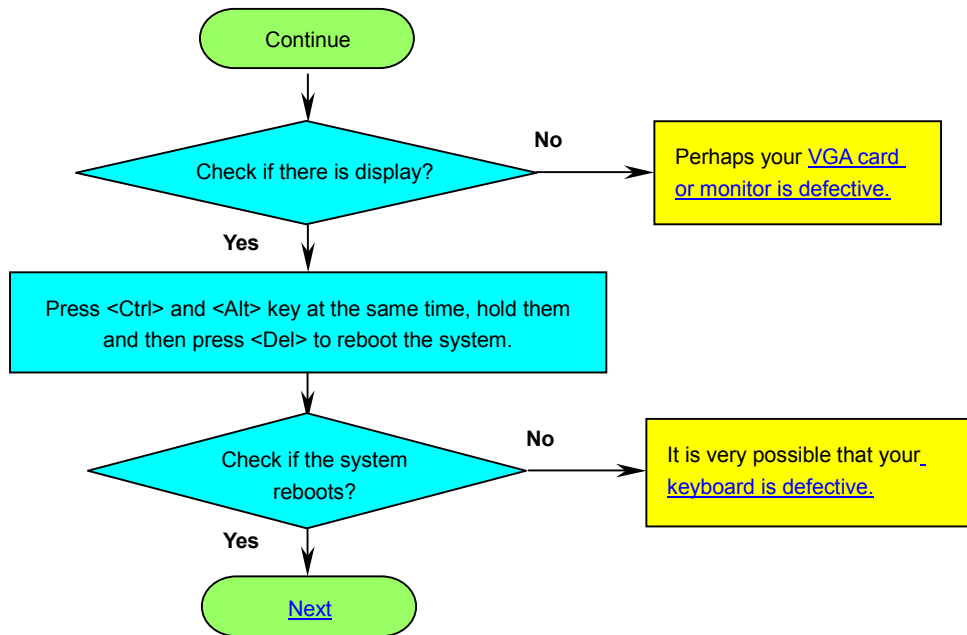 Continue
Check if there is display?
No
Perhaps your VGA card
or monitor is defective.
Yes
Press <Ctrl> and <Alt> key at the same time, hold them
and then press <Del> to reboot the system.
Check if the system
reboots?
No
It is very possible that your
keyboard is defective.
Yes
Next